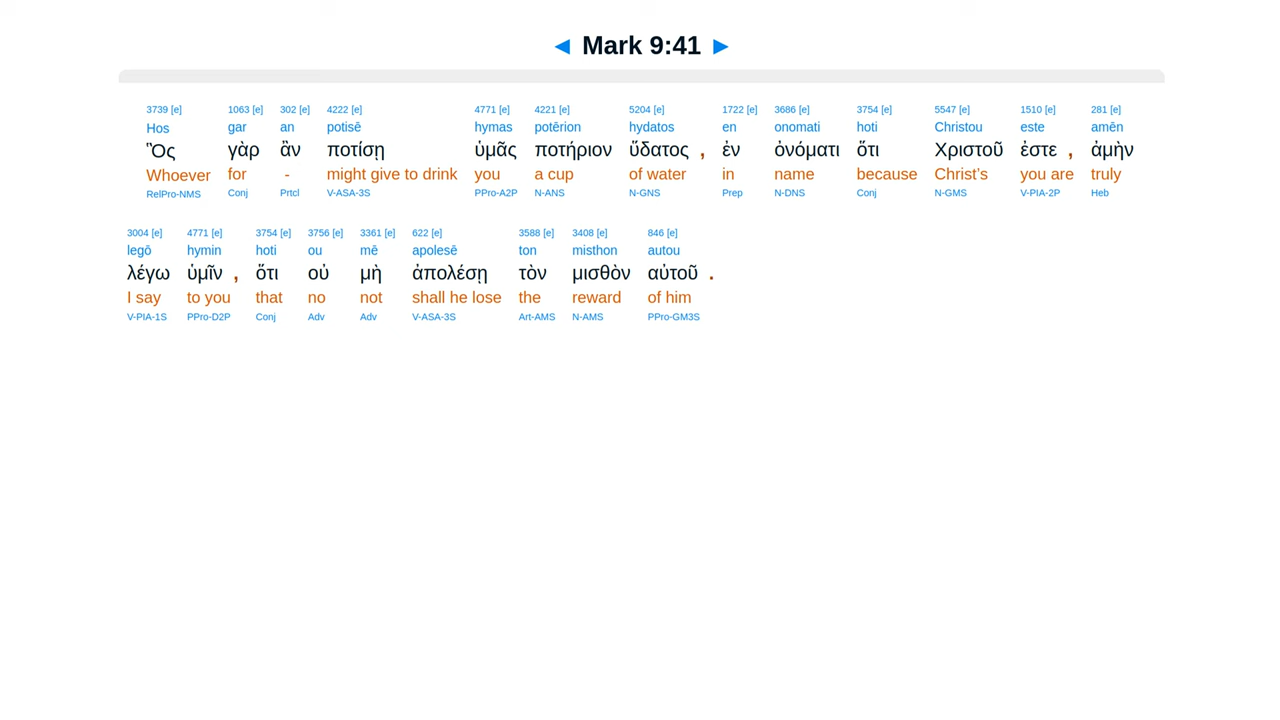 ◄ Mark 9:41 ►
3739 [e] 1063 [e] 302 [e] 4222 [e] 4771 [e] 4221 [e] 5204 [e] 1722 [e] 3686 [e] 3754 [e] 5547 [e] 1510 [e] 281 [e]
Hos gar an potisē hymas potērion hydatos en onomati hoti Christou este amēn
Ὃς γὰρ ἂν ποτίσῃ ὑμᾶς ποτήριον ὕδατος , ἐν ὀνόματι ὅτι Χριστοῦ ἐστε , ἀμὴν
Whoever for - might give to drink you a cup of water in name because Christ's you are truly
RelPro-NMS Conj Prtcl V-ASA-3S PPro-A2P N-ANS N-GNS Prep N-DNS Conj N-GMS V-PIA-2P Heb
3004 [e] 4771 [e] 3754 [e] 3756 [e] 3361 [e] 622 [e] 3588 [e] 3408 [e] 846 [e]
legō hymin hoti ou mē apolesē ton misthon autou
λέγω ὑμῖν , ὅτι οὐ μὴ ἀπολέσῃ τὸν μισθὸν αὐτοῦ .
I say to you that no not shall he lose the reward of him
V-PIA-1S PPro-D2P Conj Adv Adv V-ASA-3S Art-AMS N-AMS PPro-GM3S